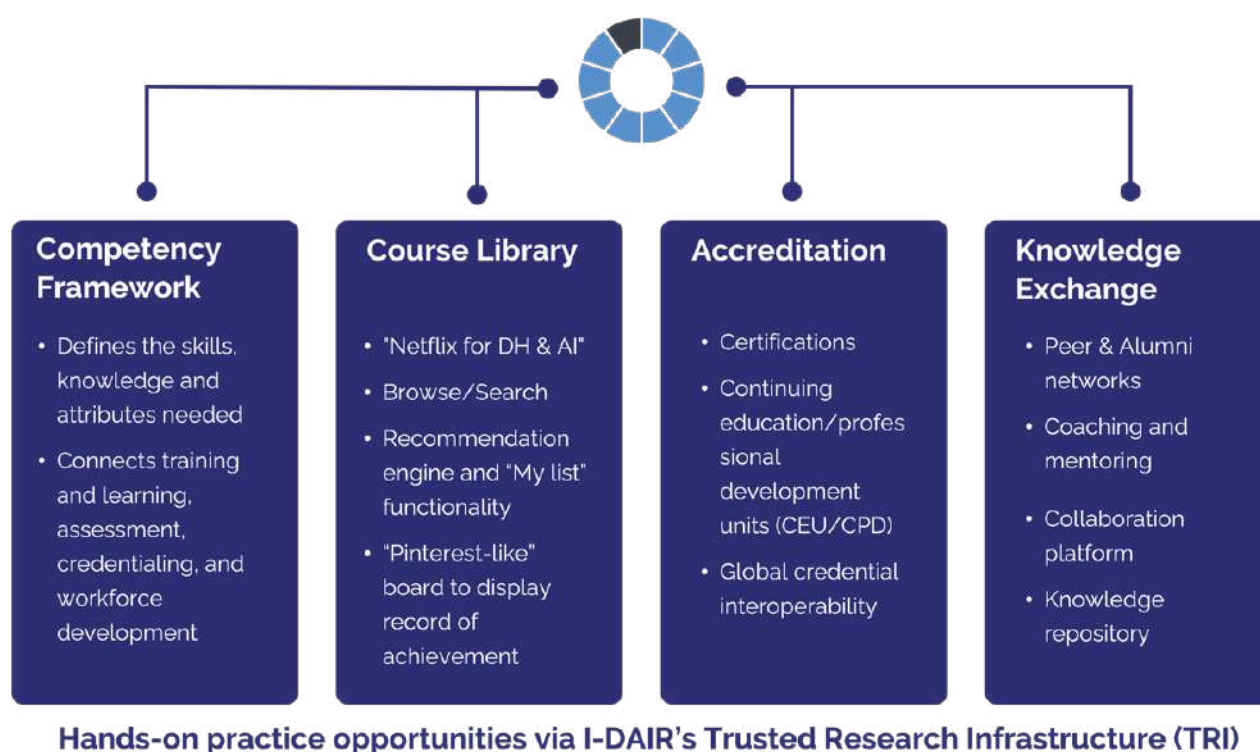 Competency
Framework
• Defines the skills,
knowledge and
attributes needed
• Connects training
and learning,
assessment,
credentialing, and
workforce
development
Course Library
• "Netflix for DH & AI"
• Browse/Search
• Recommendation
engine and “My list”
functionality
• “Pinterest-like”
board to display
record of
achievement
Accreditation
• Certifications
• Continuing
education/profes
sional
development
units (CEU/CPD)
• Global credential
interoperability
Knowledge
Exchange
• Peer & Alumni
networks
• Coaching and
mentoring
• Collaboration
platform
• Knowledge
repository
Hands-on practice opportunities via I-DAIR's Trusted Research Infrastructure (TRI)